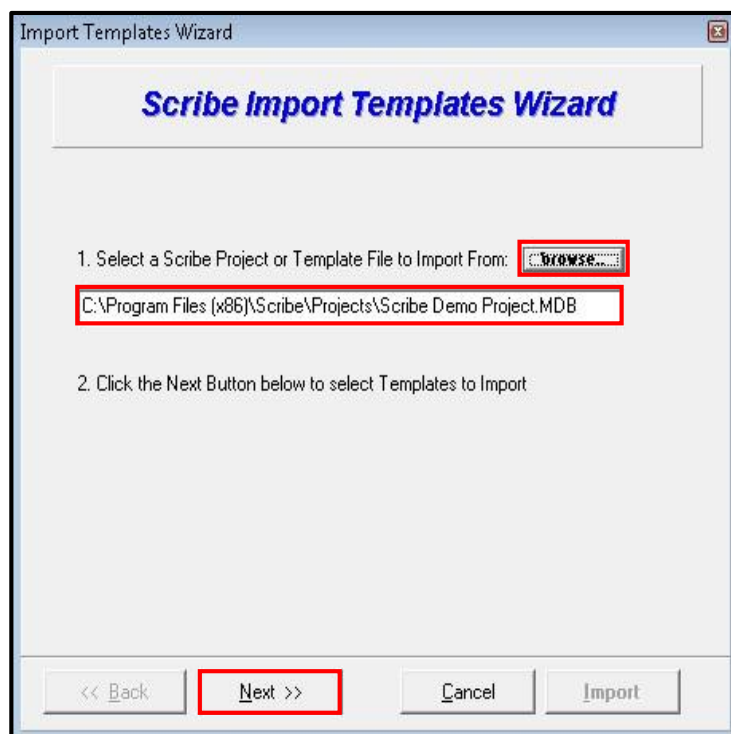 Import Templates Wizard
Scribe Import Templates Wizard
1. Select a Scribe Project or Template File to Import From: browse...
C:\Program Files (x86)\Scribe\Projects\Scribe Demo Project.MDB
2. Click the Next Button below to select Templates to Import
<< Back Next >> Cancel Import